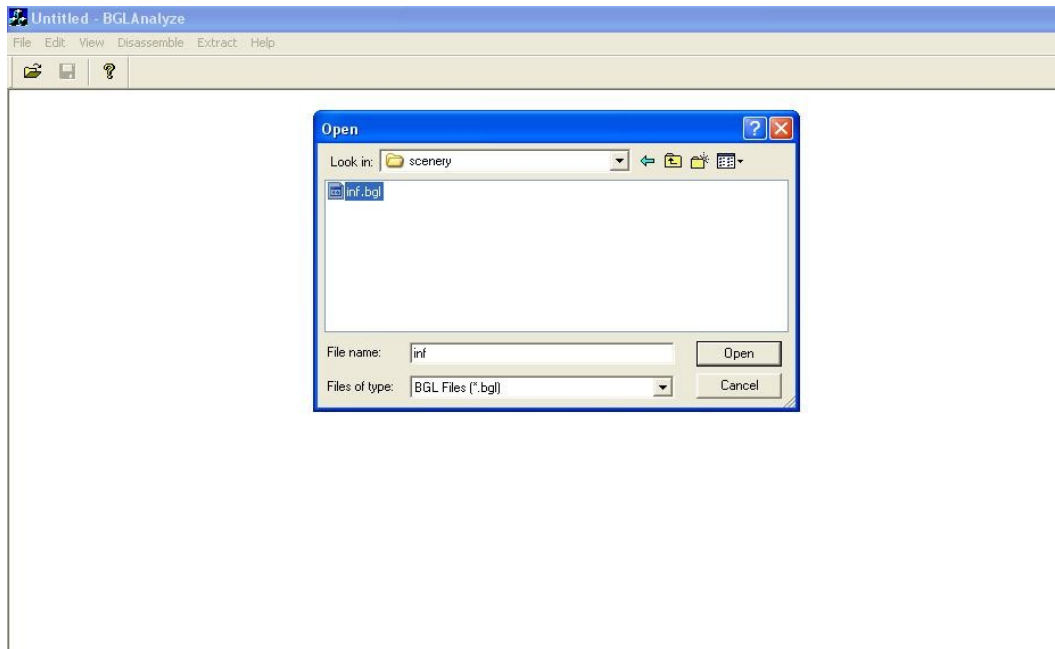 Untitled - BGLAnalyze
File Edit View Disassemble Extract Help
Open
Look in: scenery
inf.bgl
File name: inf Open
Files of type: BGL Files (*.bgl) Cancel